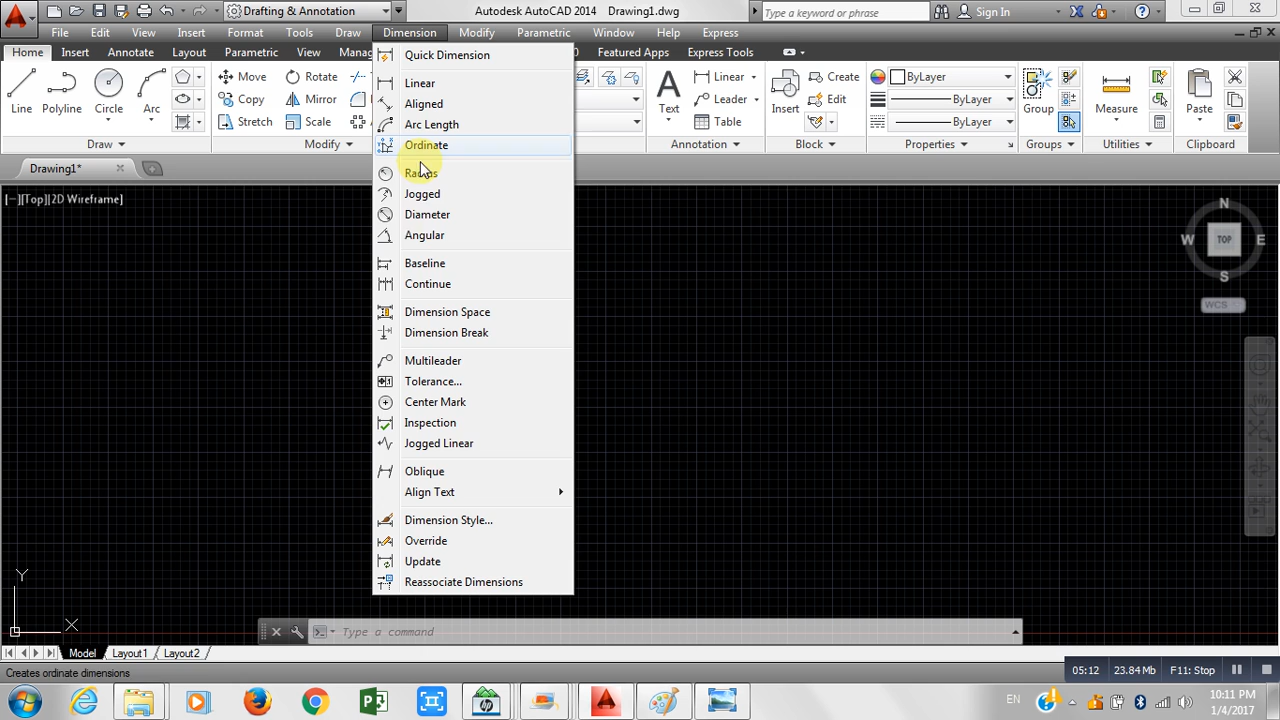 Drafting & Annotation
Autodesk AutoCAD 2014 Drawing1.dwg
Type a keyword or phrase
Sign In
File Edit View Insert Format Tools Draw Dimension Modify Parametric Window Help Express
Home Insert Annotate Layout Parametric View Featured Apps Express Tools
Line
Polyline
Circle
Arc
Move
Rotate
Copy
Mirror
Stretch
Scale
Text
Linear
Leader
Table
Insert
Create
Edit
ByLayer
ByLayer
ByLayer
Group
Measure
Paste
Draw
Modify
Annotation
Block
Properties
Groups
Utilities
Clipboard
Drawing1*
[−][Top][2D Wireframe]
Quick Dimension
Linear
Aligned
Arc Length
Ordinate
Radius
Jogged
Diameter
Angular
Baseline
Continue
Dimension Space
Dimension Break
Multileader
Tolerance...
Center Mark
Inspection
Jogged Linear
Oblique
Align Text
Dimension Style...
Override
Update
Reassociate Dimensions
N
W TOP E
S
WCS
Y
X
Type a command
Model Layout1 Layout2
Creates ordinate dimensions
05:12 23.84 Mb F11: Stop
EN
10:11 PM
1/4/2017